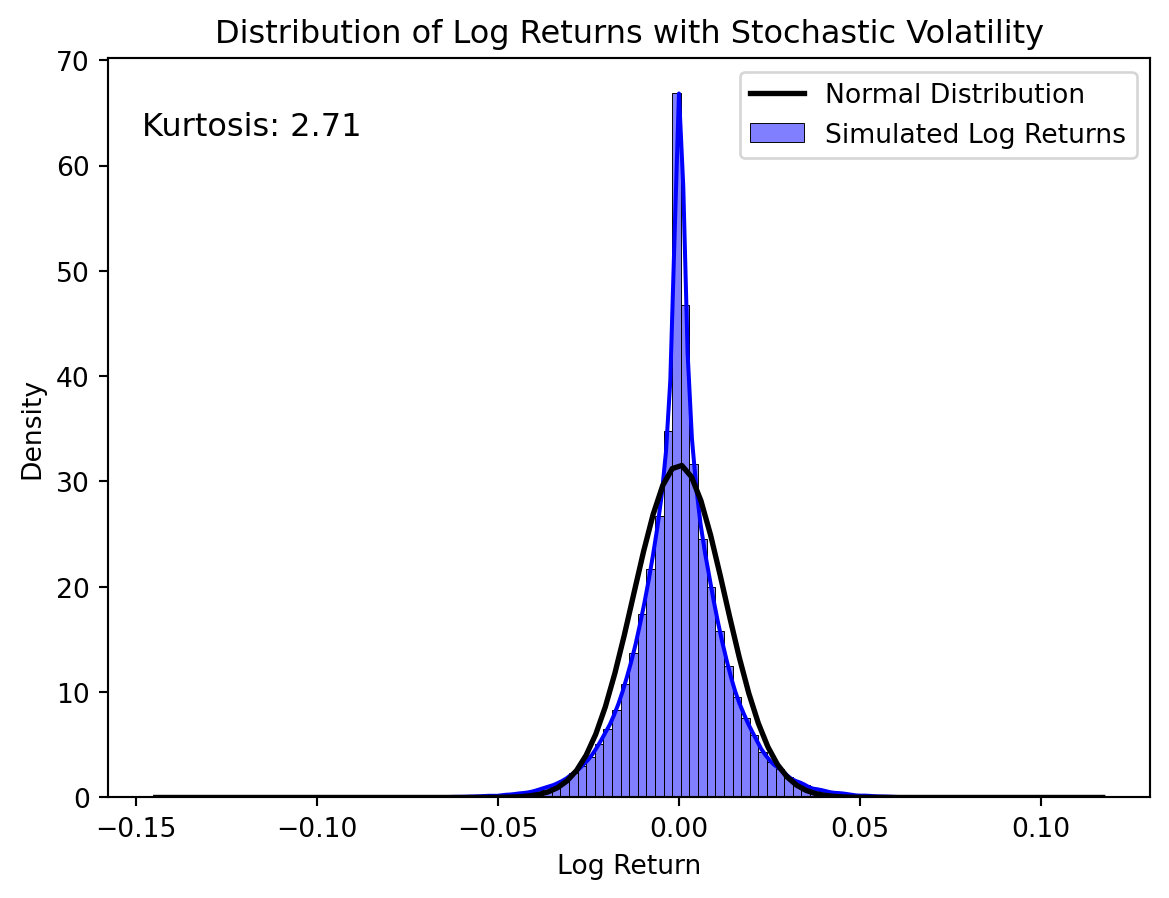 Distribution of Log Returns with Stochastic Volatility
70
60
50
40
30
20
10
0
Density
Kurtosis: 2.71
Normal Distribution
Simulated Log Returns
−0.15 −0.10 −0.05 0.00 0.05 0.10
Log Return